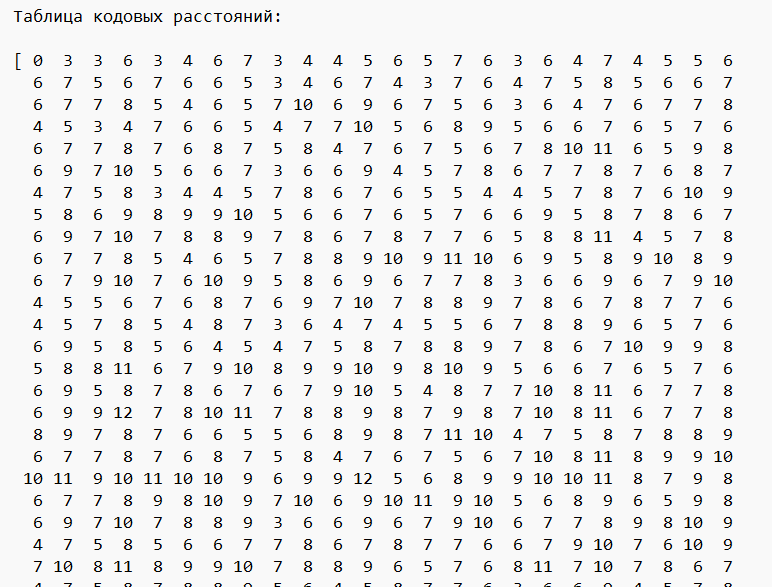 Таблица кодовых расстояний:
[ 0 3 3 6 3 4 6 7 3 4 4 5 6 5 7 6 3 6 4 7 4 5 5 6
6 7 5 6 7 6 6 5 3 4 6 7 4 3 7 6 4 7 5 8 5 6 6 7
6 7 7 8 5 4 6 5 7 10 6 9 6 7 5 6 3 6 4 7 6 7 7 8
4 5 3 4 7 6 6 5 4 7 7 10 5 6 8 9 5 6 6 7 6 5 7 6
6 7 7 8 7 6 8 7 5 8 4 7 6 7 5 6 7 8 10 11 6 5 9 8
6 9 7 10 5 6 6 7 3 6 6 9 4 5 7 8 6 7 7 8 7 6 8 7
4 7 5 8 3 4 4 5 7 8 6 7 6 5 5 4 4 5 7 8 7 6 10 9
5 8 6 9 8 9 9 10 5 6 6 7 6 5 7 6 6 9 5 8 7 8 6 7
6 9 7 10 7 8 8 9 7 8 6 7 8 7 7 6 5 8 8 11 4 5 7 8
6 7 7 8 5 4 6 5 7 8 8 9 10 9 11 10 6 9 5 8 9 10 8 9
6 7 9 10 7 6 10 9 5 8 6 9 6 7 7 8 3 6 6 9 6 7 9 10
4 5 5 6 7 6 8 7 6 9 7 10 7 8 8 9 7 8 6 7 8 7 7 6
4 5 7 8 5 4 8 7 3 6 4 7 4 5 5 6 7 8 8 9 6 5 7 6
6 9 5 8 5 6 4 5 4 7 5 8 7 8 8 9 7 8 6 7 10 9 9 8
5 8 8 11 6 7 9 10 8 9 9 10 9 8 10 9 5 6 6 7 6 5 7 6
6 9 5 8 7 8 6 7 6 7 9 10 5 4 8 7 7 10 8 11 6 7 7 8
6 9 9 12 7 8 10 11 7 8 8 9 8 7 9 8 7 10 8 11 6 7 7 8
8 9 7 8 7 6 6 5 5 6 8 9 8 7 11 10 4 7 5 8 7 8 8 9
6 7 7 8 7 6 8 7 5 8 4 7 6 7 5 6 7 10 8 11 8 9 9 10
10 11 9 10 11 10 10 9 6 9 9 12 5 6 8 9 9 10 10 11 8 7 9 8
6 7 7 8 9 8 10 9 7 10 6 9 10 11 9 10 5 6 8 9 6 5 9 8
6 9 7 10 7 8 8 9 3 6 6 9 6 7 9 10 6 7 7 8 9 8 10 9
4 7 5 8 5 6 6 7 7 8 6 7 8 7 7 6 6 7 9 10 7 6 10 9
7 10 8 11 8 9 9 10 7 8 8 9 6 5 7 6 8 11 7 10 7 8 6 7